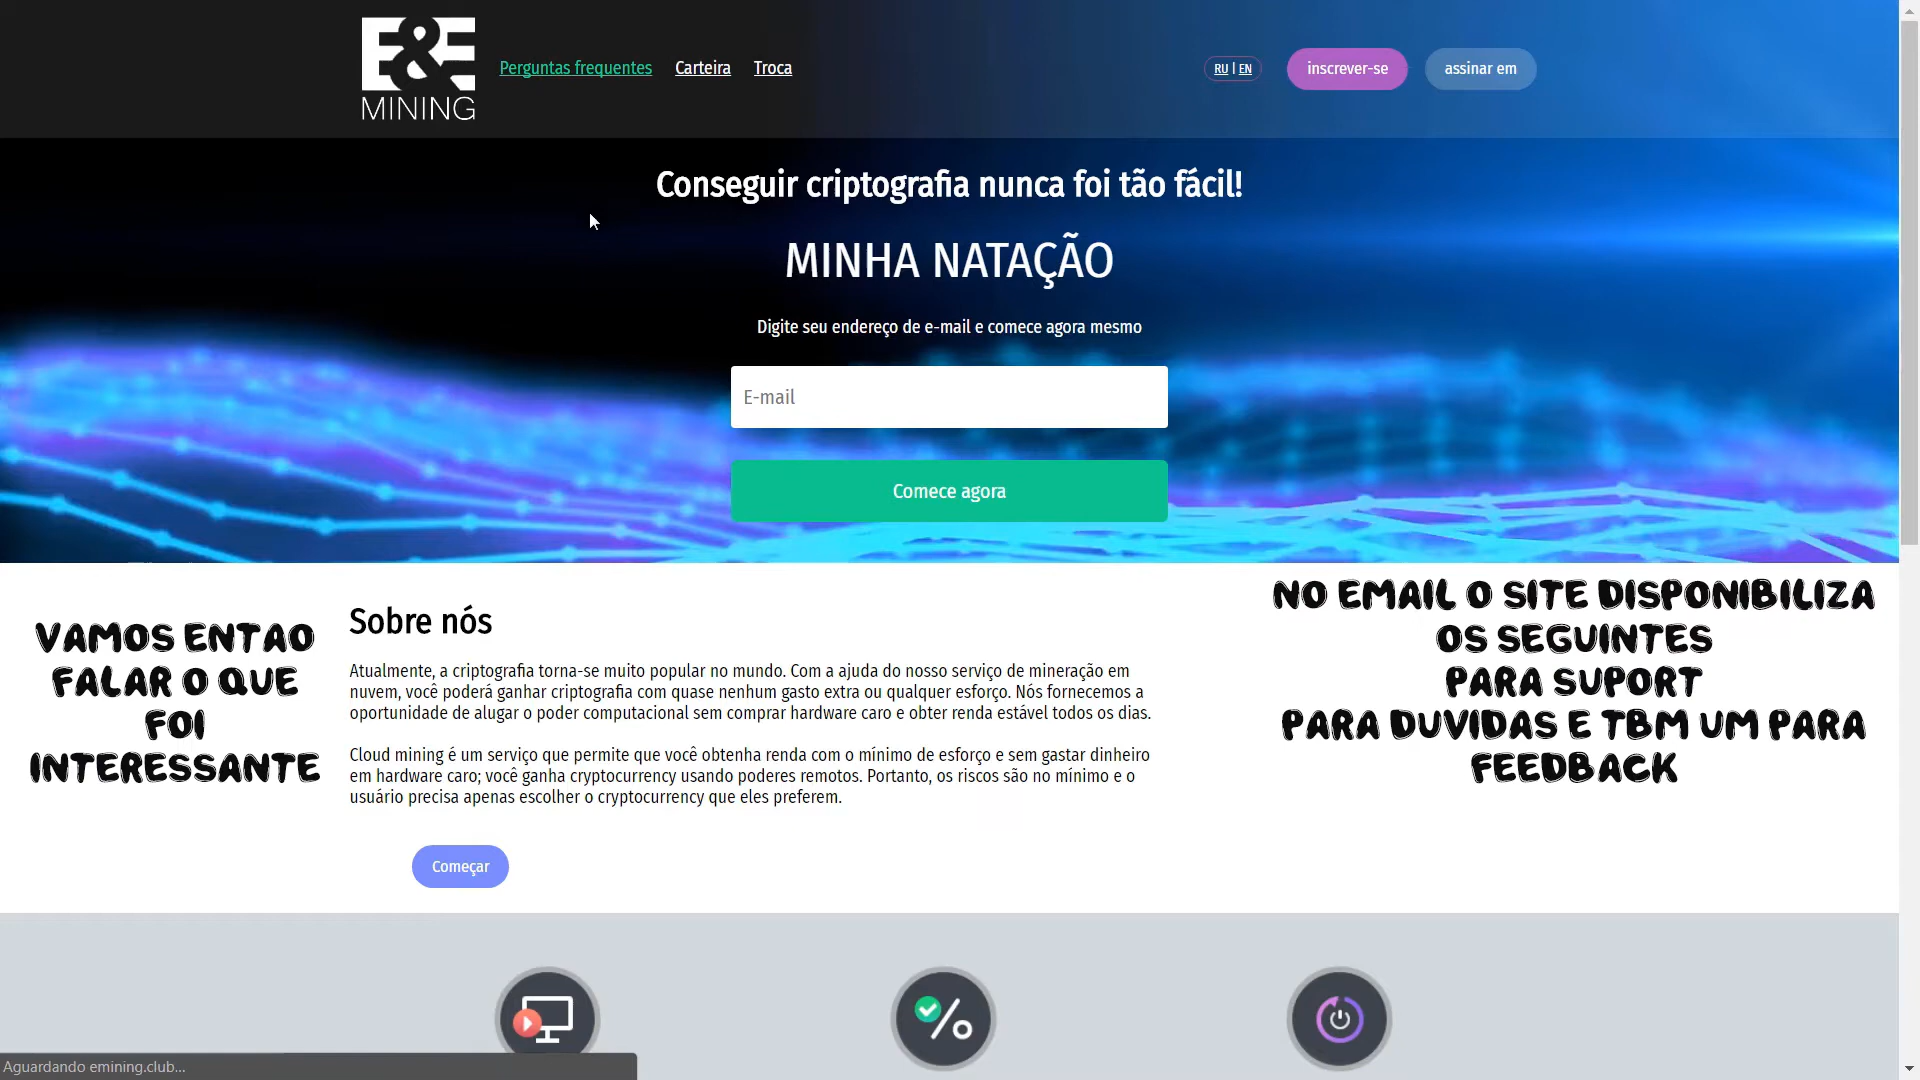 E&E
MINING
Perguntas frequentes
Carteira
Troca
RU | EN
inscrever-se
assinar em
Conseguir criptografia nunca foi tão fácil!
MINHA NATAÇÃO
Digite seu endereço de e-mail e comece agora mesmo
E-mail
Comece agora
VAMOS ENTAO
FALAR O QUE
FOI
INTERESSANTE
Sobre nós
Atualmente, a criptografia torna-se muito popular no mundo. Com a ajuda do nosso serviço de mineração em
nuvem, você poderá ganhar criptografia com quase nenhum gasto extra ou qualquer esforço. Nós fornecemos a
oportunidade de alugar o poder computacional sem comprar hardware caro e obter renda estável todos os dias.
Cloud mining é um serviço que permite que você obtenha renda com o mínimo de esforço e sem gastar dinheiro
em hardware caro; você ganha cryptocurrency usando poderes remotos. Portanto, os riscos são no mínimo e o
usuário precisa apenas escolher o cryptocurrency que eles preferem.
Começar
NO EMAIL O SITE DISPONIBILIZA
OS SEGUINTES
PARA SUPORT
PARA DUVIDAS E TBM UM PARA
FEEDBACK
Aguardando emining.club...